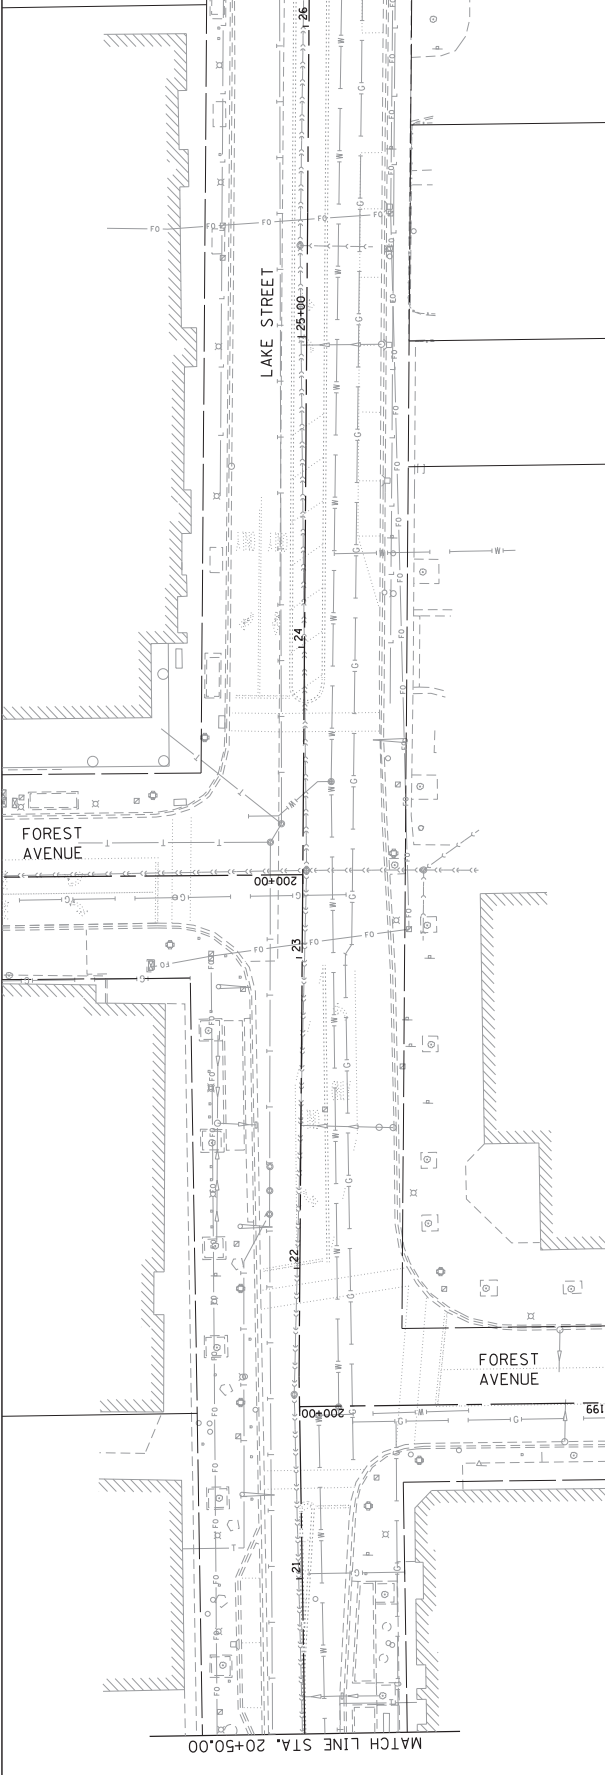 26
LAKE STREET
25+00
24
FOREST
AVENUE
200+00
23
22
FOREST
AVENUE
200+00
199
21
MATCH LINE STA. 20+50.00